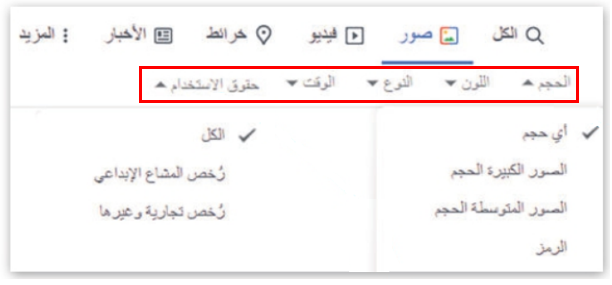 الكل صور فيديو خرائط الأخبار المزيد
الحجم اللون النوع الوقت حقوق الاستخدام
أي حجم
الصور الكبيرة الحجم
الصور المتوسطة الحجم
الرمز
الكل
رُخص المشاع الإبداعي
رُخص تجارية وغيرها